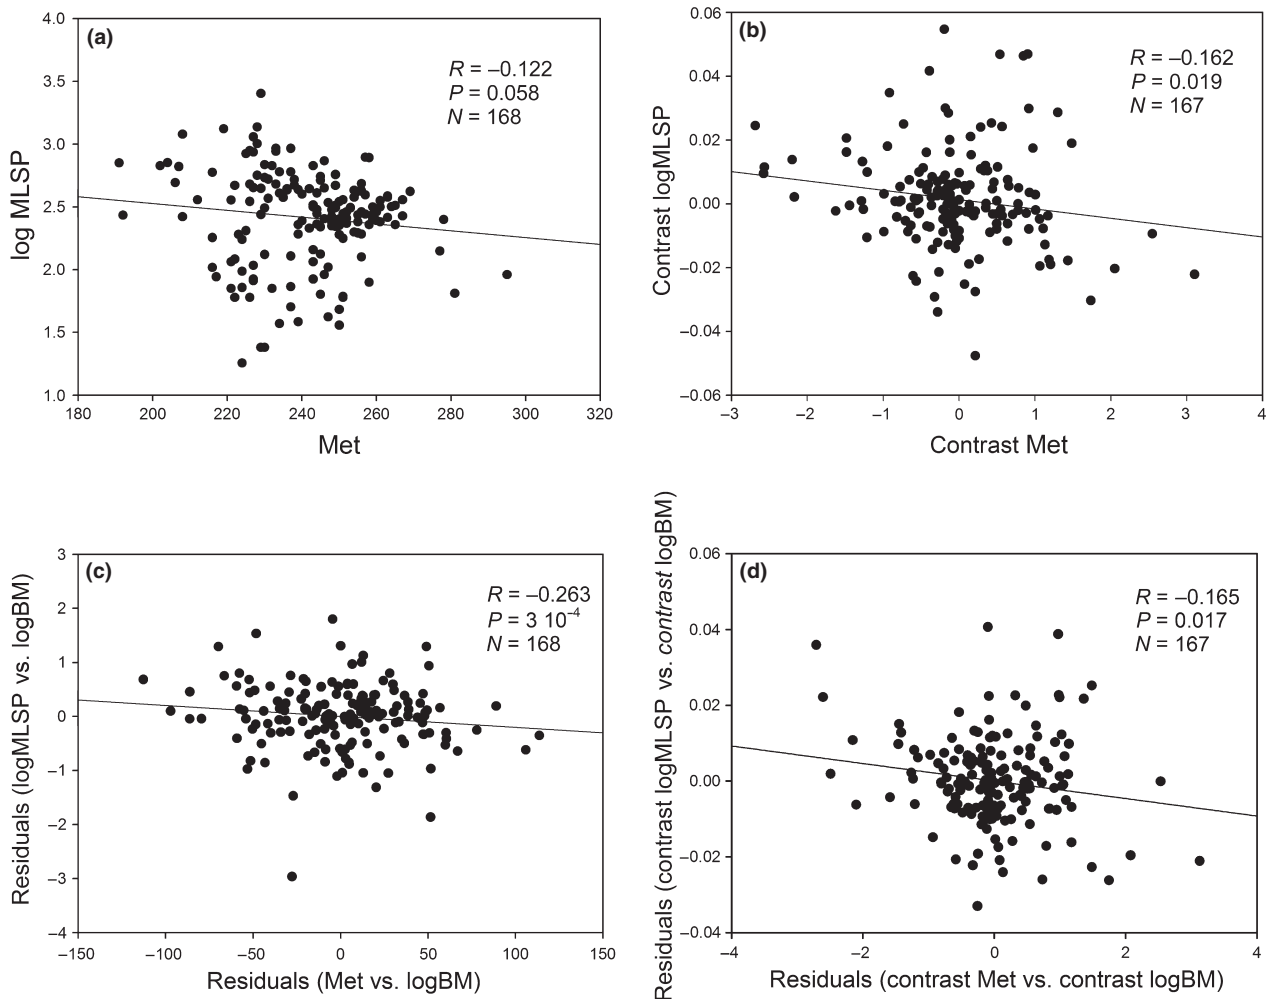 (a)
R = –0.122
P = 0.058
N = 168
4.0
3.5
3.0
2.5
2.0
1.5
1.0
log MLSP
180 200 220 240 260 280 300 320
Met
(b)
R = –0.162
P = 0.019
N = 167
0.06
0.04
0.02
0.00
–0.02
–0.04
–0.06
Contrast logMLSP
–3 –2 –1 0 1 2 3 4
Contrast Met
(c)
R = –0.263
P = 3 10⁻⁴
N = 168
3
2
1
0
–1
–2
–3
–4
Residuals (logMLSP vs. logBM)
–150 –100 –50 0 50 100 150
Residuals (Met vs. logBM)
(d)
R = –0.165
P = 0.017
N = 167
0.06
0.04
0.02
0.00
–0.02
–0.04
Residuals (contrast logMLSP vs. contrast logBM)
–4 –2 0 2 4
Residuals (contrast Met vs. contrast logBM)